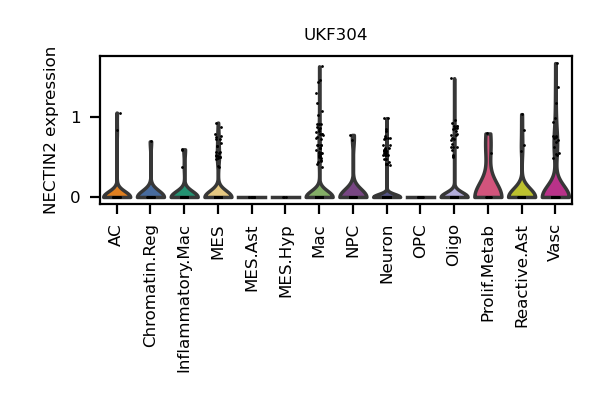 UKF304
NECTIN2 expression
1
0
AC
Chromatin.Reg
Inflammatory.Mac
MES
MES.Ast
MES.Hyp
Mac
NPC
Neuron
OPC
Oligo
Prolif.Metab
Reactive.Ast
Vasc